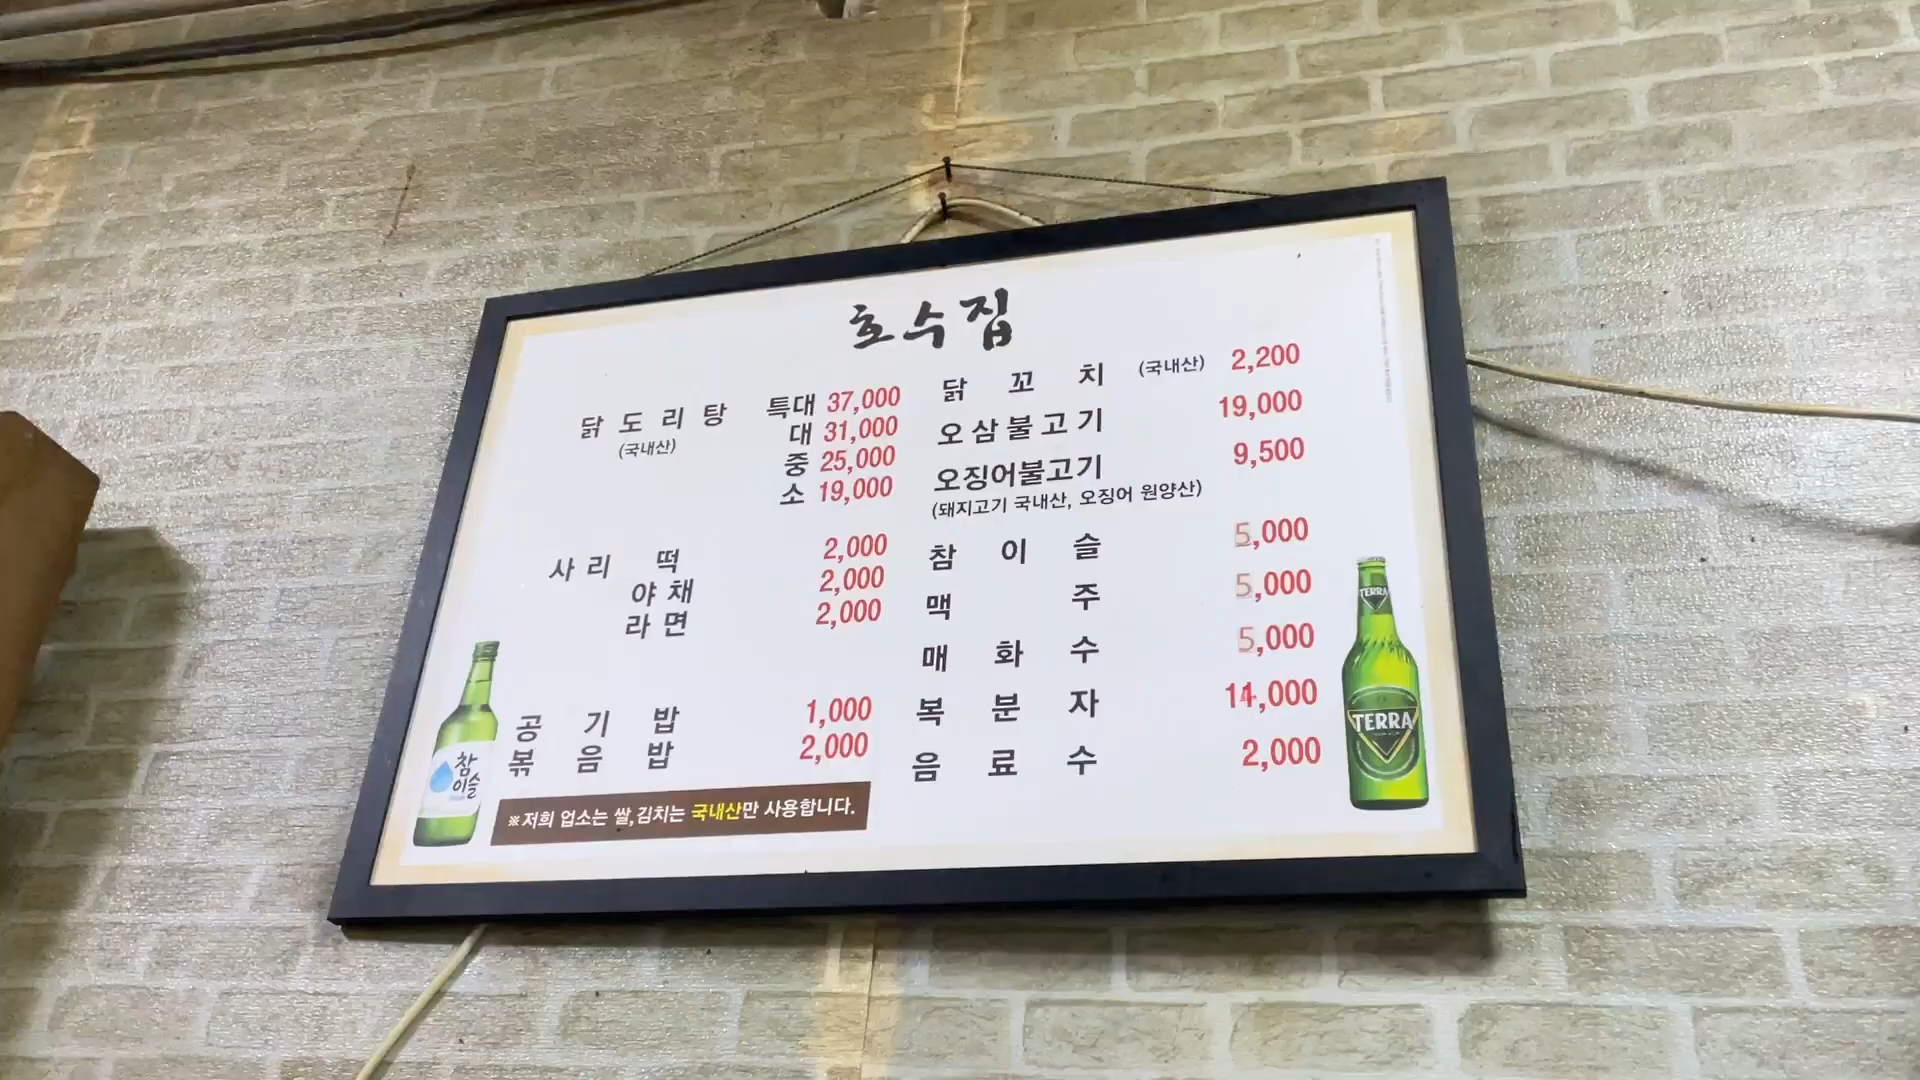 호수집
닭도리탕 특대 37,000
(국내산) 대 31,000
중 25,000
소 19,000
사리 떡 2,000
야채 2,000
라면 2,000
공기밥 1,000
볶음밥 2,000
※저희 업소는 쌀,김치는 국내산만 사용합니다.
닭꼬치 (국내산) 2,200
오삼불고기 19,000
오징어불고기 9,500
(돼지고기 국내산, 오징어 원양산)
참이슬 5,000
맥주 5,000
매화수 5,000
복분자 14,000
음료수 2,000
참
이슬
TERRA
TERRA